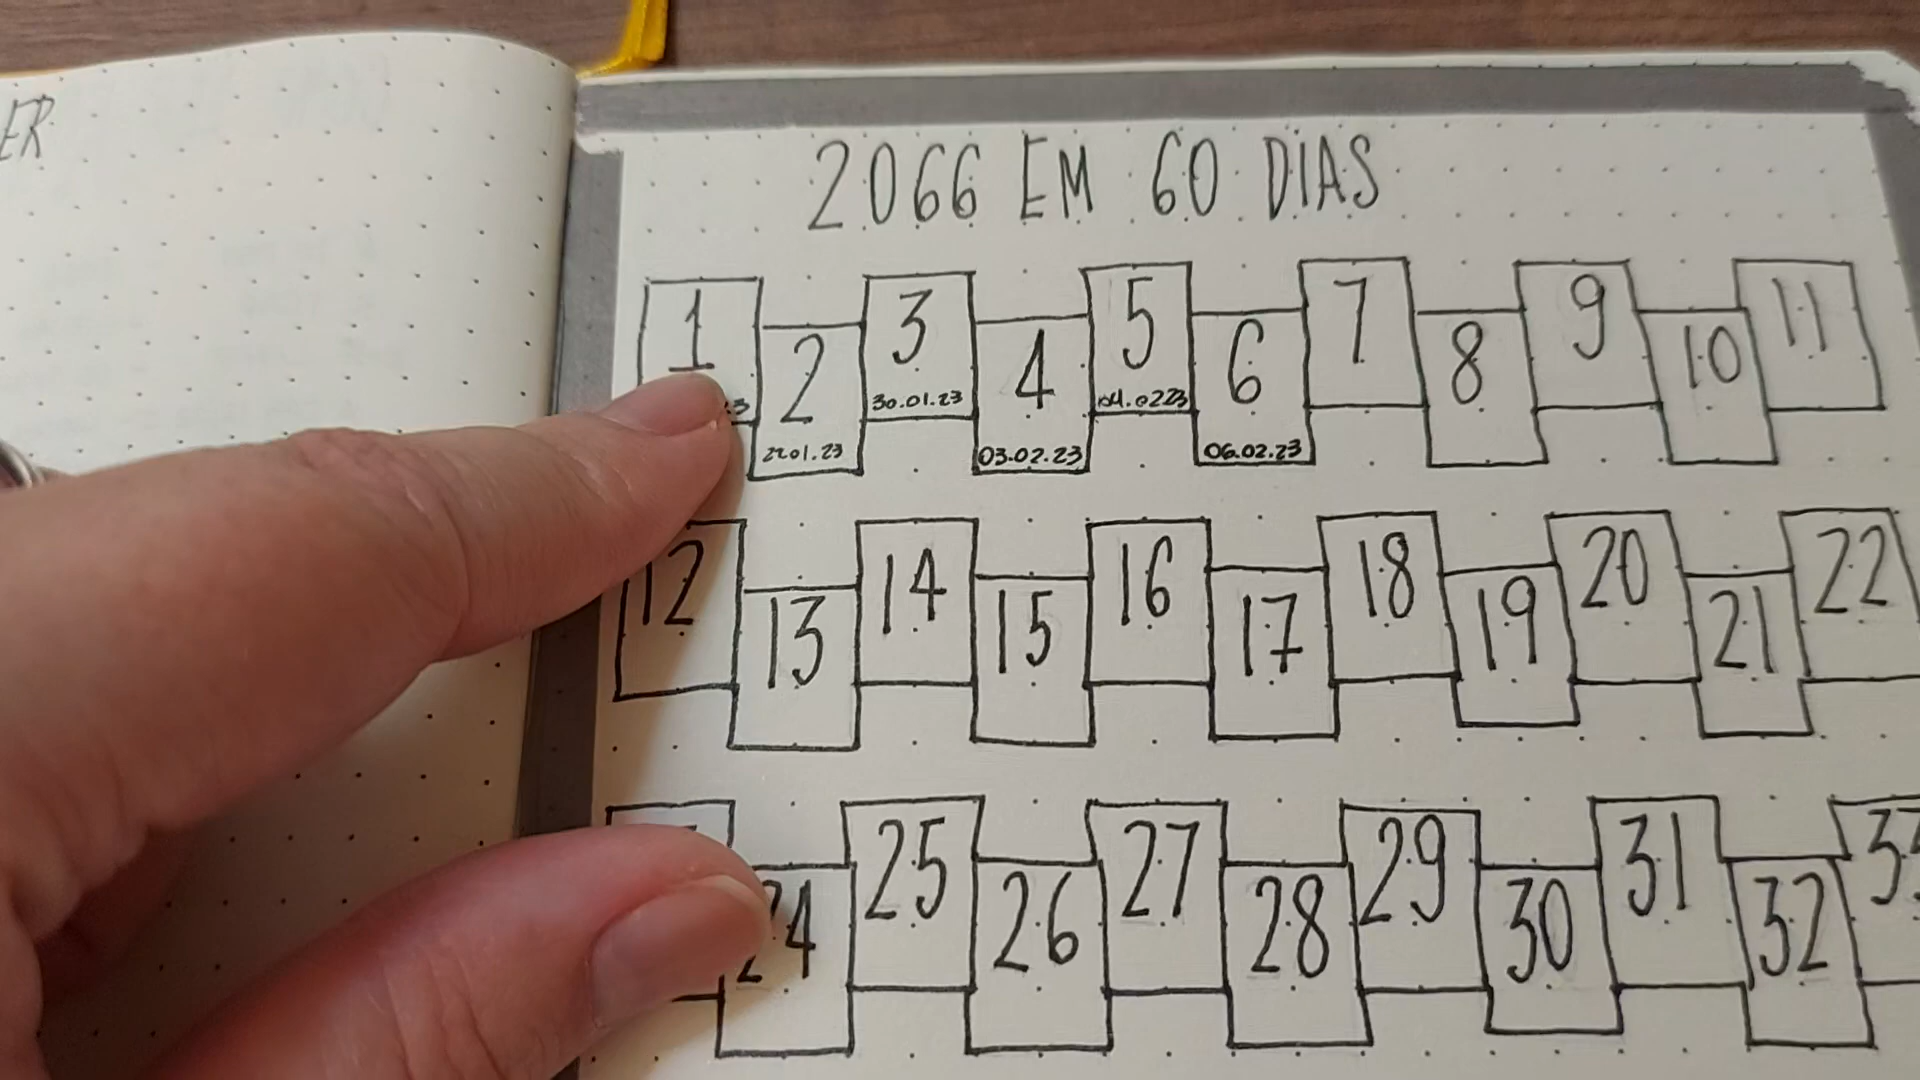 ER
2066 EM 60 DIAS
1 2 3 4 5 6 7 8 9 10 11
30.01.23 04.0223
22.01.23 03.02.23 06.02.23
12 13 14 15 16 17 18 19 20 21 22
24 25 26 27 28 29 30 31 32 33